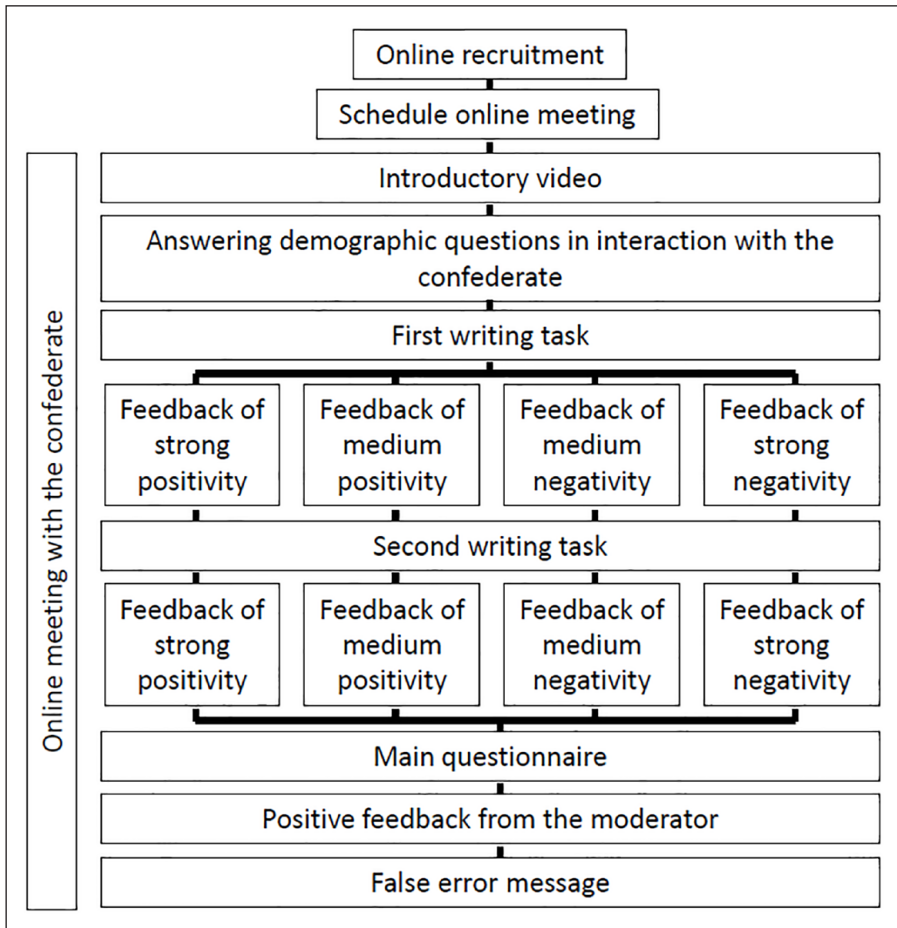 Online recruitment
Schedule online meeting
Online meeting with the confederate
Introductory video
Answering demographic questions in interaction with the
confederate
First writing task
Feedback of
strong
positivity
Feedback of
medium
positivity
Feedback of
medium
negativity
Feedback of
strong
negativity
Second writing task
Feedback of
strong
positivity
Feedback of
medium
positivity
Feedback of
medium
negativity
Feedback of
strong
negativity
Main questionnaire
Positive feedback from the moderator
False error message